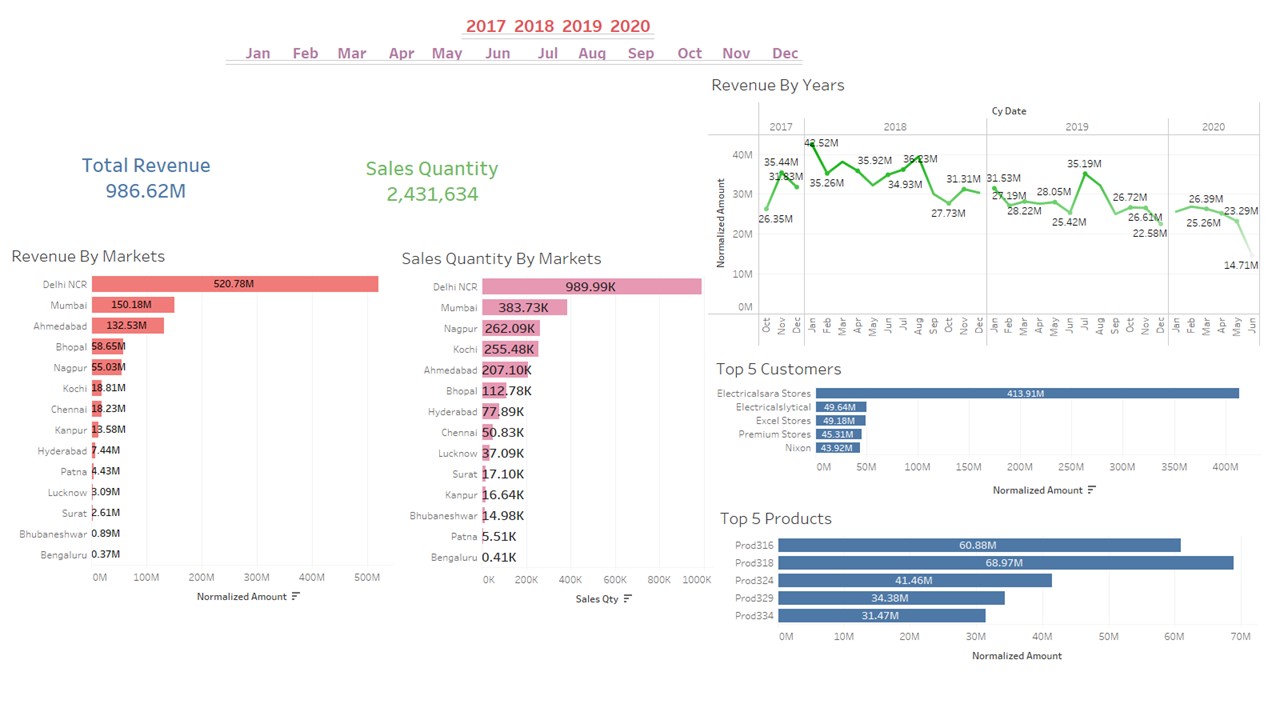 2017 2018 2019 2020
Jan Feb Mar Apr May Jun Jul Aug Sep Oct Nov Dec
Total Revenue
986.62M
Sales Quantity
2,431,634
Revenue By Markets
Delhi NCR 520.78M
Mumbai 150.18M
Ahmedabad 132.53M
Bhopal 58.65M
Nagpur 55.03M
Kochi 18.81M
Chennai 18.23M
Kanpur 13.58M
Hyderabad 7.44M
Patna 4.43M
Lucknow 3.09M
Surat 2.61M
Bhubaneshwar 0.89M
Bengaluru 0.37M
0M 100M 200M 300M 400M 500M
Normalized Amount
Sales Quantity By Markets
Delhi NCR 989.99K
Mumbai 383.73K
Nagpur 262.09K
Kochi 255.48K
Ahmedabad 207.10K
Bhopal 112.78K
Hyderabad 77.89K
Chennai 50.83K
Lucknow 37.09K
Surat 17.10K
Kanpur 16.64K
Bhubaneshwar 14.98K
Patna 5.51K
Bengaluru 0.41K
0K 200K 400K 600K 800K 1000K
Sales Qty
Revenue By Years
Cy Date
2017 2018 2019 2020
Normalized Amount
40M
30M
20M
10M
0M
26.35M 35.44M 31.83M 42.52M 35.26M 35.92M 34.93M 36.23M 27.73M 31.31M 31.53M 27.19M 28.22M 28.05M 25.42M 35.19M 26.72M 26.61M 22.58M 26.39M 25.26M 23.29M 14.71M
Oct Nov Dec Jan Feb Mar Apr May Jun Jul Aug Sep Oct Nov Dec Jan Feb Mar Apr May Jun Jul Aug Sep Oct Nov Dec Jan Feb Mar Apr May Jun
Top 5 Customers
Electricalsara Stores 413.91M
Electricalslytical 49.64M
Excel Stores 49.18M
Premium Stores 45.31M
Nixon 43.92M
0M 50M 100M 150M 200M 250M 300M 350M 400M
Normalized Amount
Top 5 Products
Prod316 60.88M
Prod318 68.97M
Prod324 41.46M
Prod329 34.38M
Prod334 31.47M
0M 10M 20M 30M 40M 50M 60M 70M
Normalized Amount